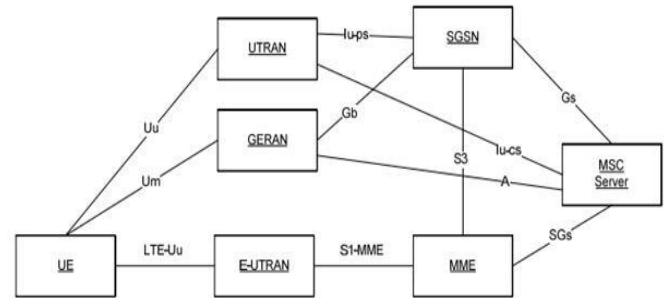 UTRAN
Iu-ps
SGSN
Gs
Gb
Uu
GERAN
Iu-cs
S3
MSC
Server
Um
A
SGs
LTE-Uu
S1-MME
UE
E-UTRAN
MME